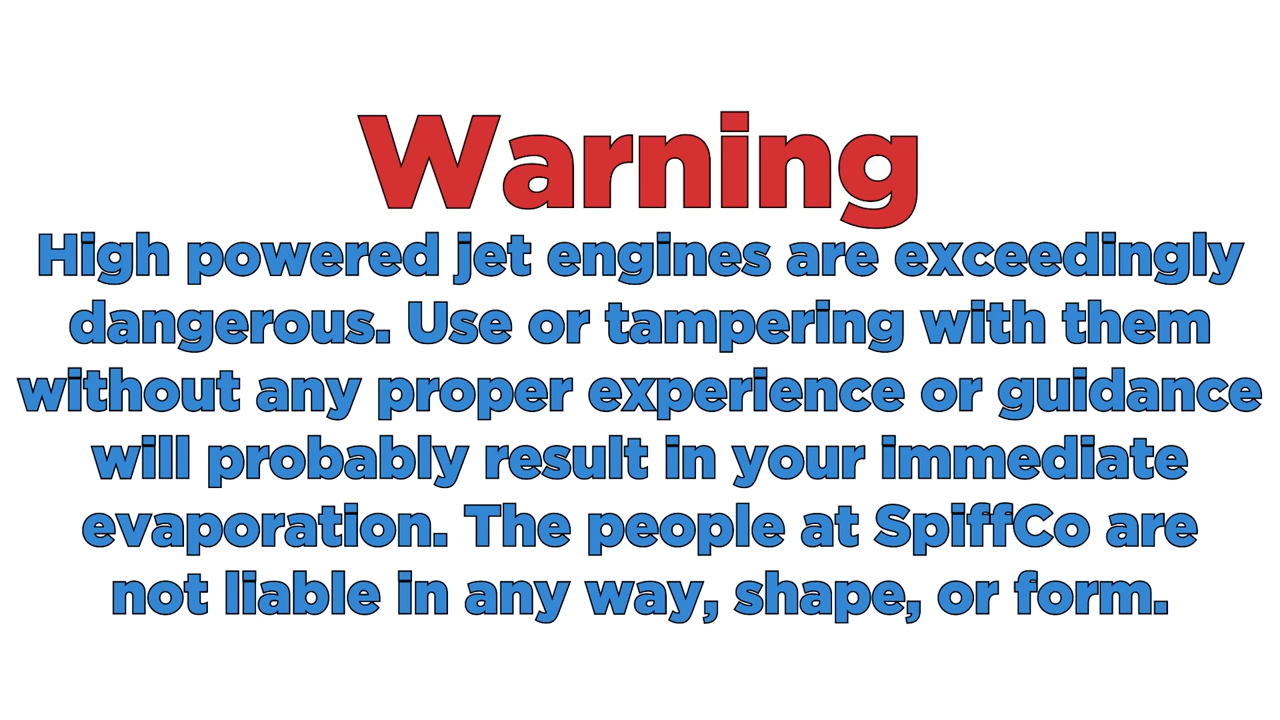 Warning
High powered jet engines are exceedingly
dangerous. Use or tampering with them
without any proper experience or guidance
will probably result in your immediate
evaporation. The people at SpiffCo are
not liable in any way, shape, or form.